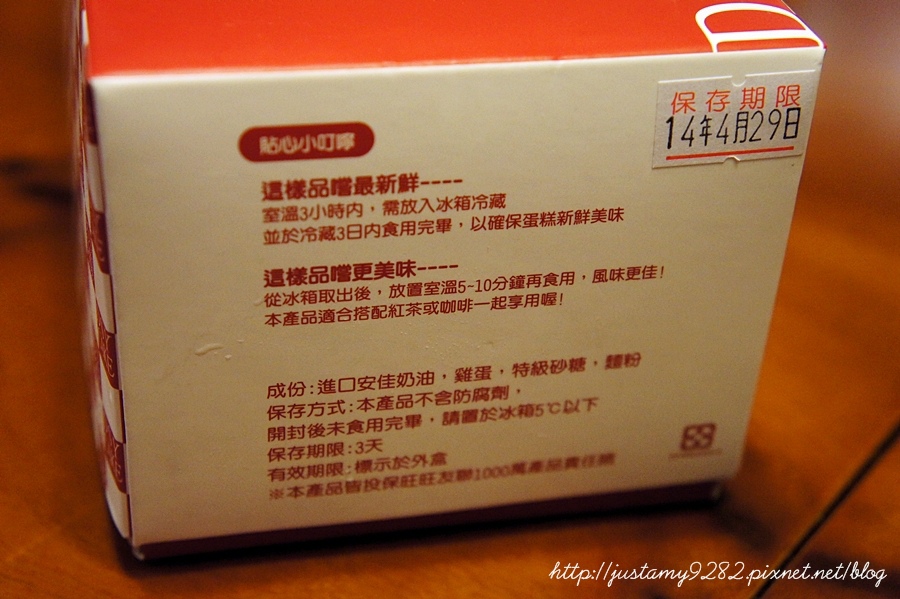 保存期限
14年4月29日
貼心小叮嚀
這樣品嚐最新鮮----
室溫3小時內，需放入冰箱冷藏
並於冷藏3日內食用完畢，以確保蛋糕新鮮美味
這樣品嚐更美味----
從冰箱取出後，放置室溫5~10分鐘再食用，風味更佳!
本產品適合搭配紅茶或咖啡一起享用喔!
成份:進口安佳奶油，雞蛋，特級砂糖，麵粉
保存方式:本產品不含防腐劑，
開封後未食用完畢，請置於冰箱5℃以下
保存期限:3天
有效期限:標示於外盒
※本產品皆投保旺旺友聯1000萬產品責任險
http://justamy9282.pixnet.net/blog